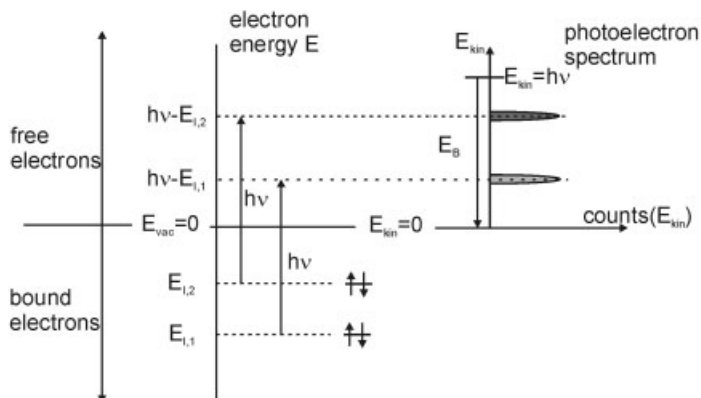 electron
energy E
E_kin
photoelectron
spectrum
E_kin=hν
hν-E_I,2
free
electrons
E_B
hν-E_I,1
hν
E_vac=0
E_kin=0
counts(E_kin)
hν
bound
electrons
E_I,2
E_I,1